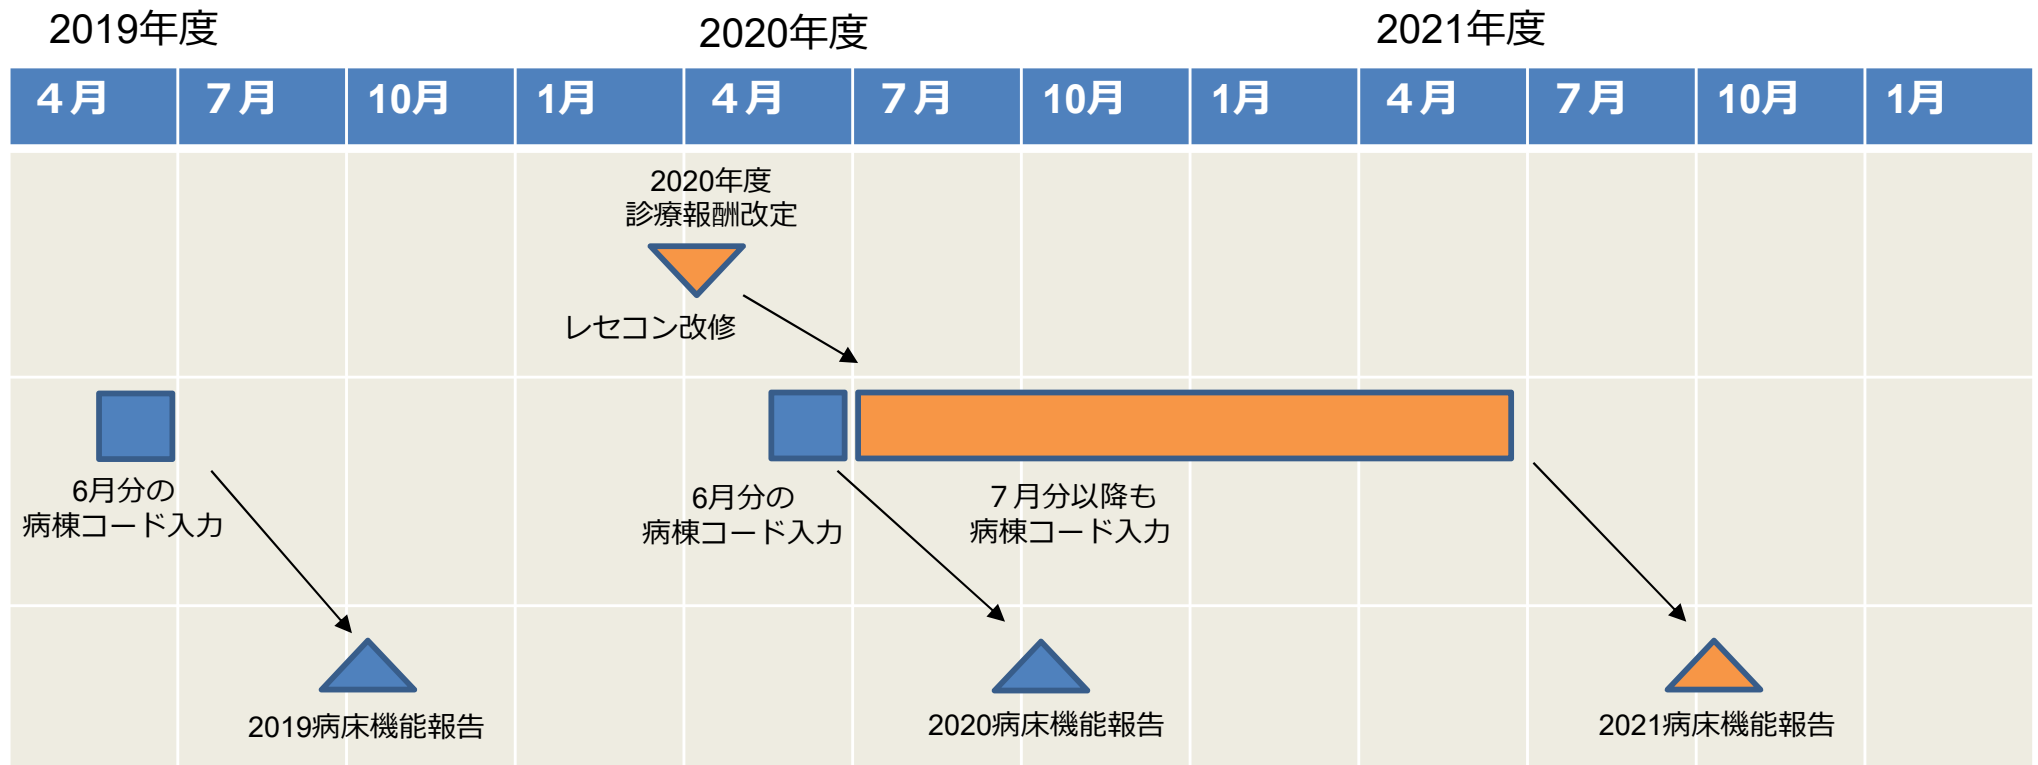 2019年度
2020年度
2021年度
４月
７月
10月
1月
４月
７月
10月
1月
４月
７月
10月
1月
2020年度
診療報酬改定
レセコン改修
6月分の
病棟コード入力
6月分の
病棟コード入力
７月分以降も
病棟コード入力
2019病床機能報告
2020病床機能報告
2021病床機能報告